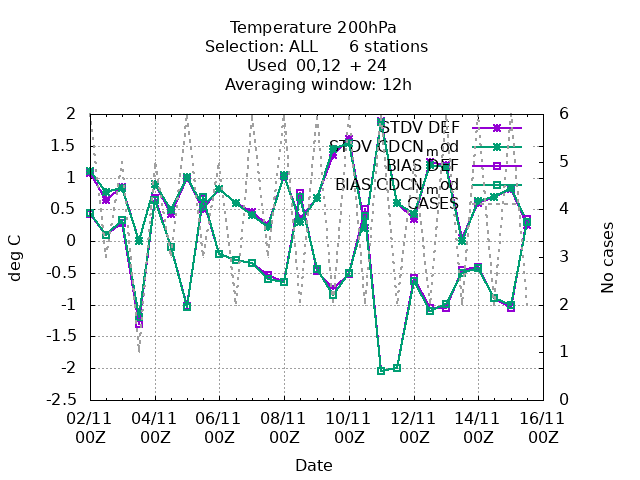 Temperature 200hPa
Selection: ALL 6 stations
Used 00,12 + 24
Averaging window: 12h
2
1.5
1
0.5
0
-0.5
-1
-1.5
-2
-2.5
deg C
6
5
4
3
2
1
0
No cases
STDV DEF
STDV CDCNmod
BIAS DEF
BIAS CDCNmod
CASES
02/11 04/11 06/11 08/11 10/11 12/11 14/11 16/11
00Z 00Z 00Z 00Z 00Z 00Z 00Z 00Z
Date